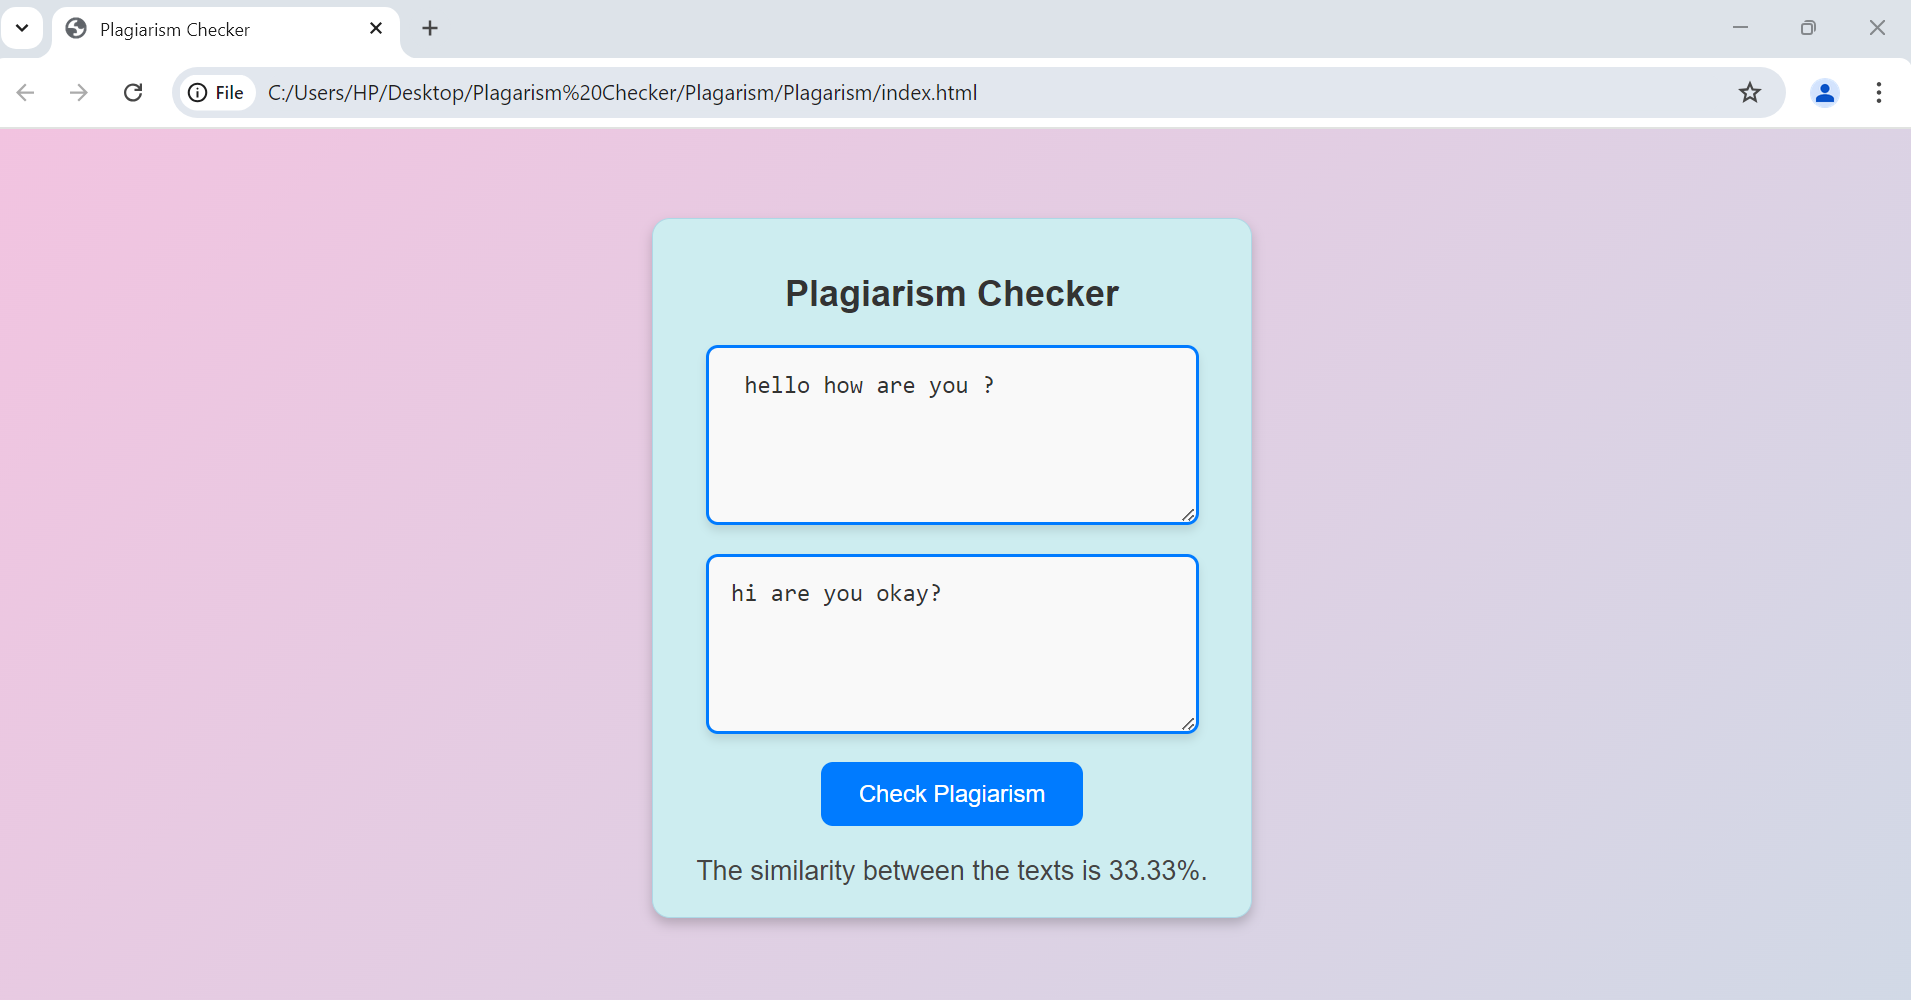 Plagiarism Checker
File C:/Users/HP/Desktop/Plagarism%20Checker/Plagarism/Plagarism/index.html
Plagiarism Checker
hello how are you ?
hi are you okay?
Check Plagiarism
The similarity between the texts is 33.33%.